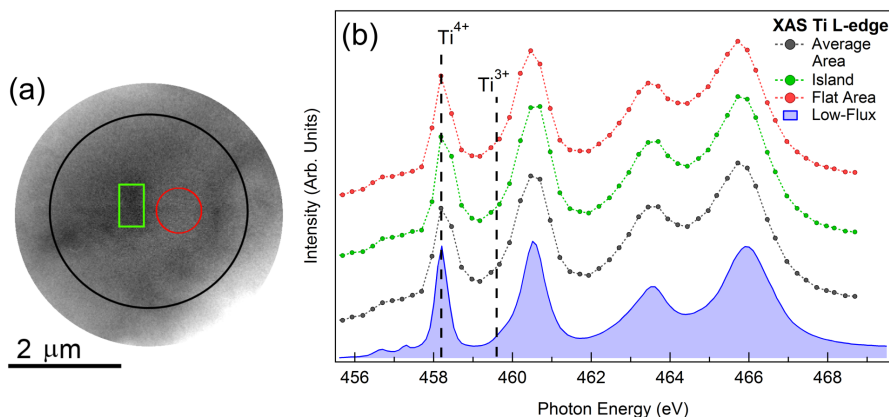 (a)
2 μm
(b)
Ti4+
Ti3+
XAS Ti L-edge
Average
Area
Island
Flat Area
Low-Flux
Intensity (Arb. Units)
456 458 460 462 464 466 468
Photon Energy (eV)